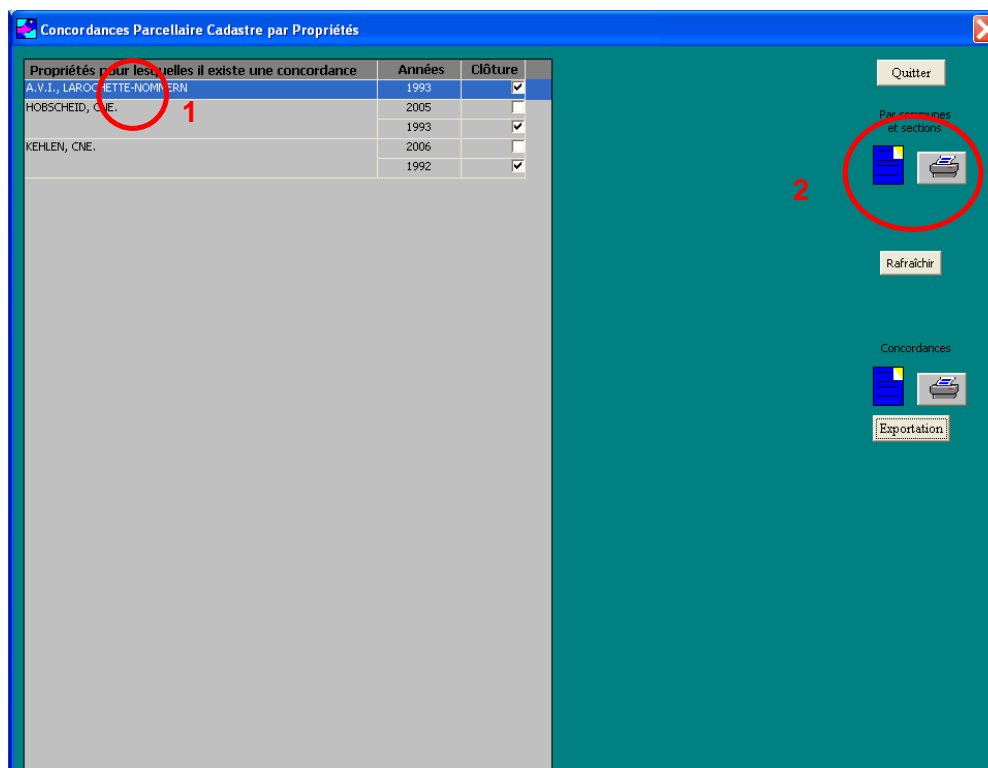 Concordances Parcellaire Cadastre par Propriétés
Propriétés pour lesquelles il existe une concordance Années Clôture
A.V.I., LAROCHETTE-NOMMERN 1993
HOBSCHEID, CNE. 2005
1993
KEHLEN, CNE. 2006
1992
1
Quitter
Par communes
et sections
2
Rafraîchir
Concordances
Exportation